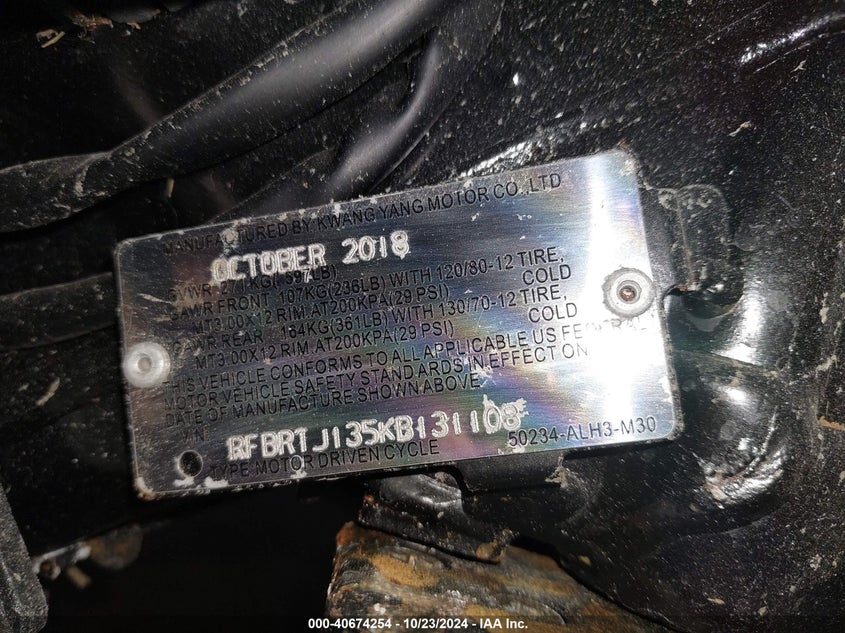 MANUFACTURED BY KWANG YANG MOTOR CO., LTD
OCTOBER 2018
GVWR: 271KG( 597LB)
GAWR FRONT 107KG(236LB) WITH 120/80-12 TIRE,
MT3.00X12 RIM AT200KPA(29 PSI) COLD
GAWR REAR 164KG(361LB) WITH 130/70-12 TIRE,
MT3.00X12 RIM AT200KPA(29 PSI) COLD
THIS VEHICLE CONFORMS TO ALL APPLICABLE US FEDERAL
MOTOR VEHICLE SAFETY STANDARDS IN EFFECT ON
DATE OF MANUFACTURE SHOWN ABOVE
VIN RFBRTJ135KB131108
TYPE MOTOR DRIVEN CYCLE 50234-ALH3-M30
000-40674254 - 10/23/2024 - IAA Inc.